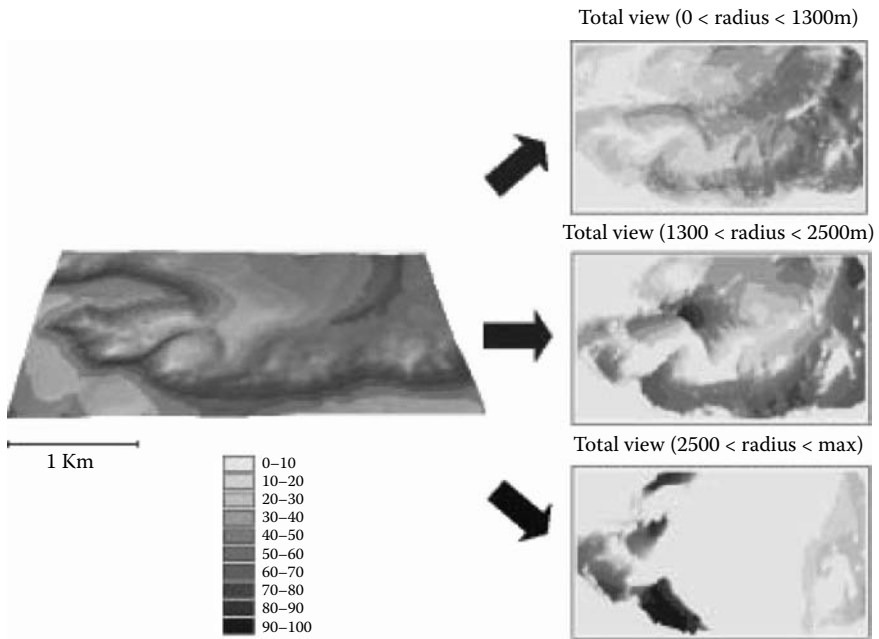 Total view (0 < radius < 1300m)
Total view (1300 < radius < 2500m)
Total view (2500 < radius < max)
1 Km
0–10
10–20
20–30
30–40
40–50
50–60
60–70
70–80
80–90
90–100